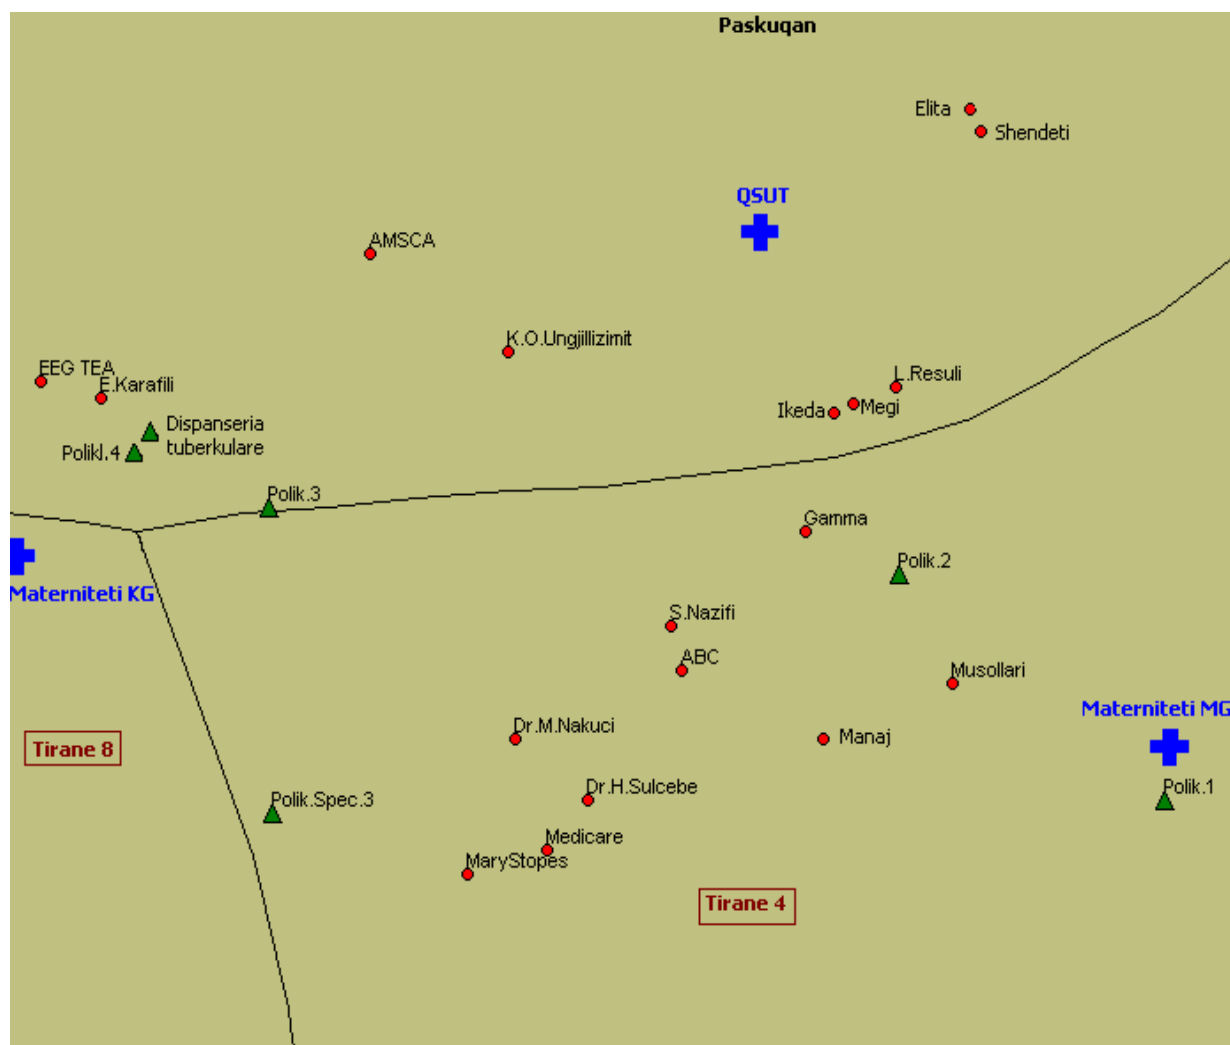 Paskuqan
Elita
Shendeti
QSUT
AMSCA
K.O.Ungjillizimit
EEG TEA
E.Karafili
L.Resuli
Ikeda
Megi
Dispanseria
tuberkulare
Polikl.4
Polik.3
Gamma
Polik.2
Materniteti KG
S.Nazifi
ABC
Musollari
Materniteti MG
Dr.M.Nakuci
Manaj
Tirane 8
Polik.Spec.3
Dr.H.Sulcebe
Polik.1
Medicare
MaryStopes
Tirane 4